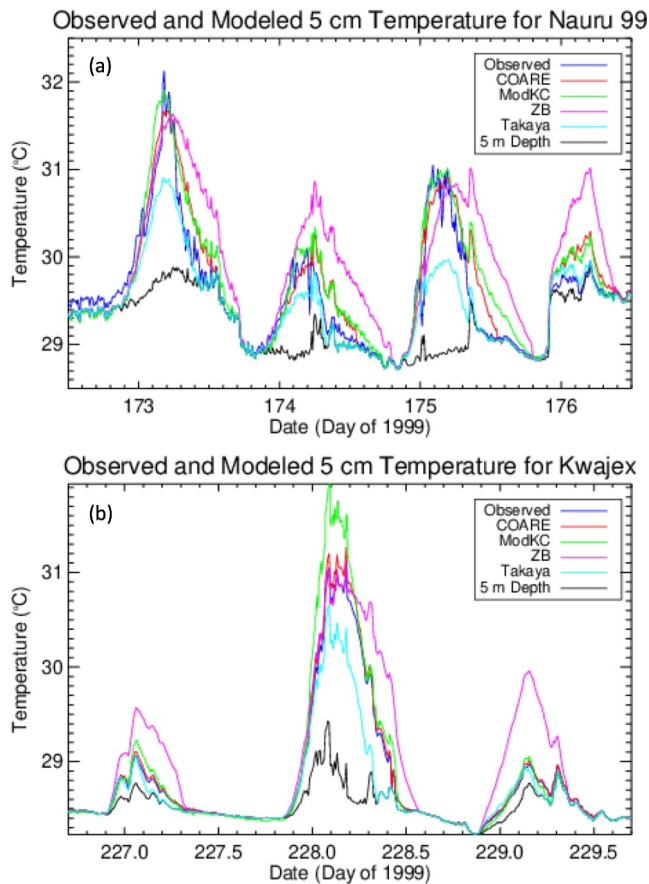 Observed and Modeled 5 cm Temperature for Nauru 99
(a)
Observed
COARE
ModKC
ZB
Takaya
5 m Depth
32
31
30
29
Temperature (°C)
173
174
175
176
Date (Day of 1999)
Observed and Modeled 5 cm Temperature for Kwajex
(b)
Observed
COARE
ModKC
ZB
Takaya
5 m Depth
31
30
29
Temperature (°C)
227.0
227.5
228.0
228.5
229.0
229.5
Date (Day of 1999)